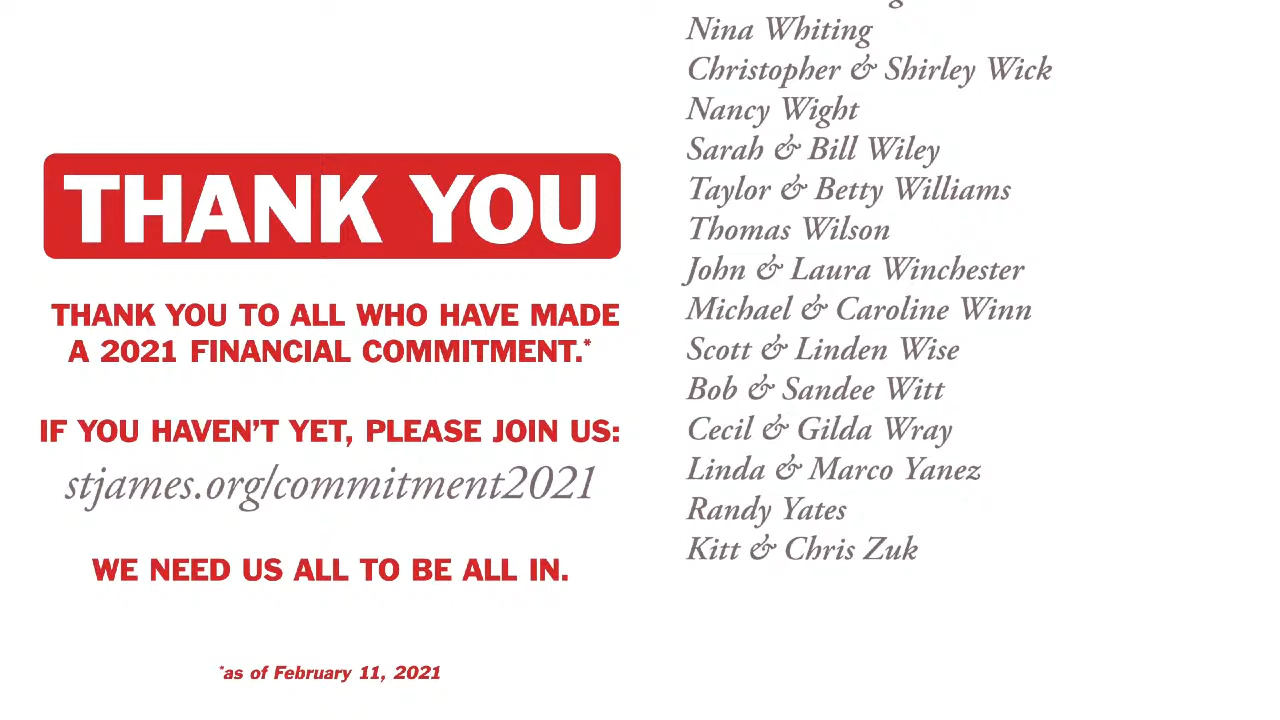 THANK YOU
THANK YOU TO ALL WHO HAVE MADE
A 2021 FINANCIAL COMMITMENT.*
IF YOU HAVEN'T YET, PLEASE JOIN US:
stjames.org/commitment2021
WE NEED US ALL TO BE ALL IN.
*as of February 11, 2021
Nina Whiting
Christopher & Shirley Wick
Nancy Wight
Sarah & Bill Wiley
Taylor & Betty Williams
Thomas Wilson
John & Laura Winchester
Michael & Caroline Winn
Scott & Linden Wise
Bob & Sandee Witt
Cecil & Gilda Wray
Linda & Marco Yanez
Randy Yates
Kitt & Chris Zuk